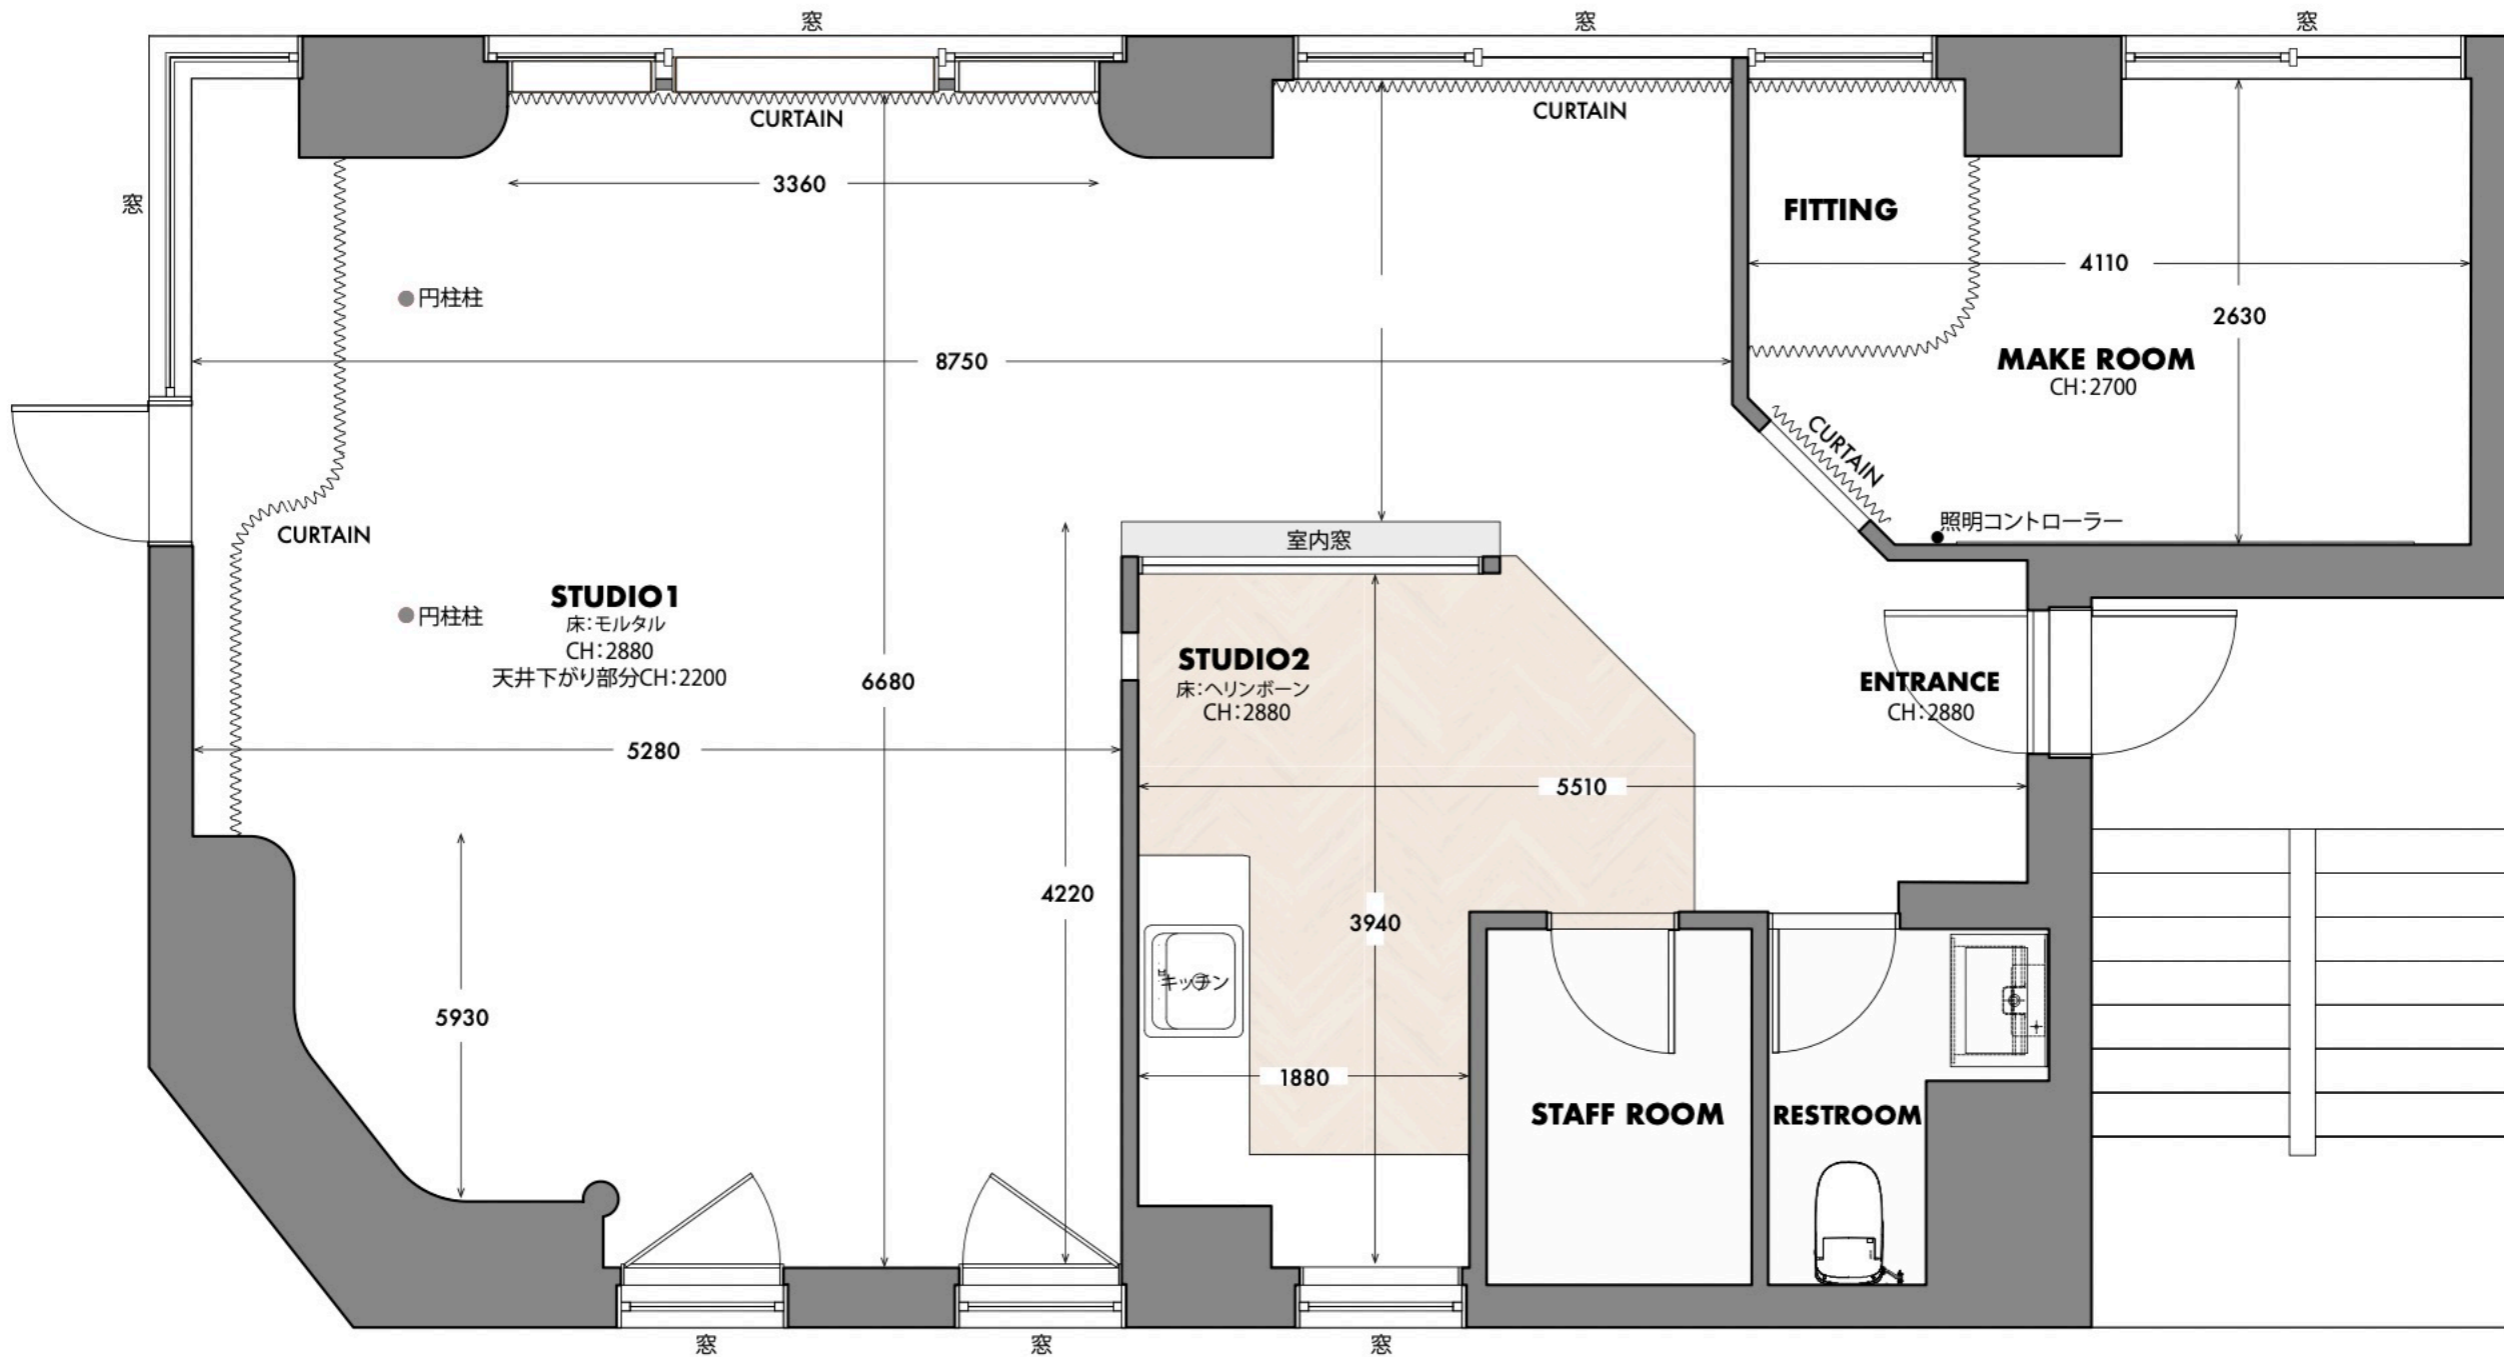 窓
窓
窓
CURTAIN
CURTAIN
3360
窓
FITTING
4110
円柱柱
2630
8750
MAKE ROOM
CH:2700
CURTAIN
照明コントローラー
CURTAIN
室内窓
STUDIO1
床:モルタル
CH:2880
天井下がり部分CH:2200
円柱柱
6680
STUDIO2
床:ヘリンボーン
CH:2880
ENTRANCE
CH:2880
5280
5510
4220
3940
キッチン
5930
1880
STAFF ROOM
RESTROOM
窓
窓
窓